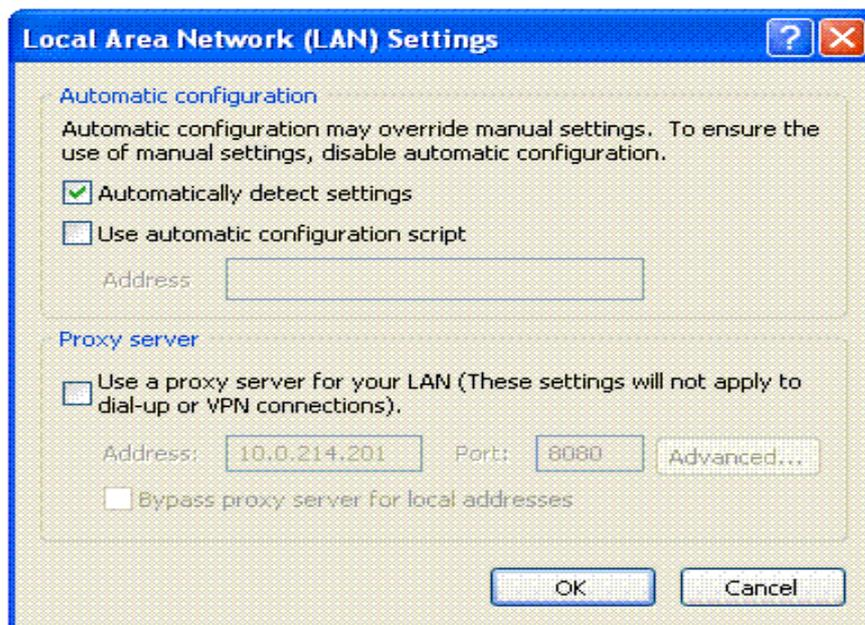 Local Area Network (LAN) Settings
Automatic configuration
Automatic configuration may override manual settings. To ensure the
use of manual settings, disable automatic configuration.
Automatically detect settings
Use automatic configuration script
Address
Proxy server
Use a proxy server for your LAN (These settings will not apply to
dial-up or VPN connections).
Address: 10.0.214.201 Port: 8080 Advanced...
Bypass proxy server for local addresses
OK Cancel